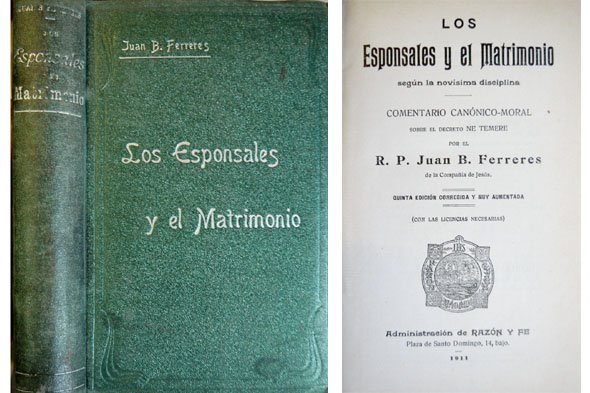 Esponsales
y el
Matrimonio
Juan B. Ferreres
Los Esponsales
y el Matrimonio
LOS
Esponsales y el Matrimonio
según la novísima disciplina
COMENTARIO CANÓNICO-MORAL
SOBRE EL DECRETO NE TEMERE
POR EL
R. P. Juan B. Ferreres
de la Compañía de Jesús.
QUINTA EDICIÓN CORREGIDA Y MUY AUMENTADA
(CON LAS LICENCIAS NECESARIAS)
IHS
Administración de RAZÓN Y FE
Plaza de Santo Domingo, 14, bajo.
1911